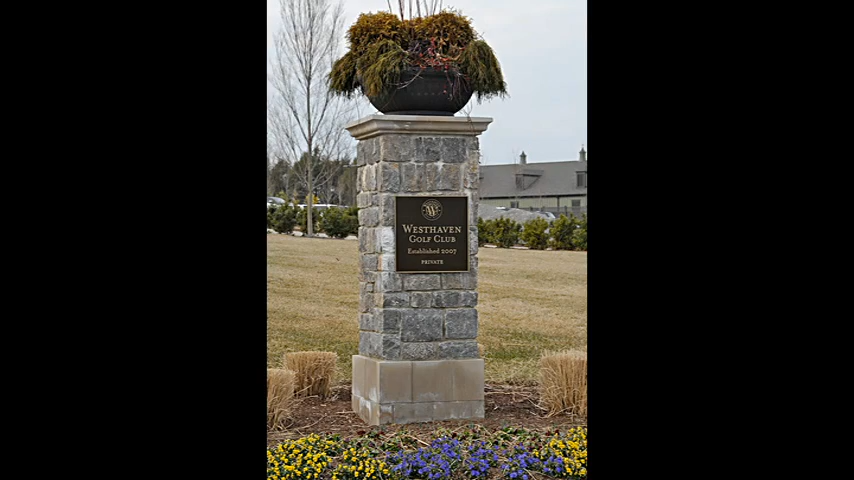 W
WESTHAVEN
GOLF CLUB
Established 2007
PRIVATE